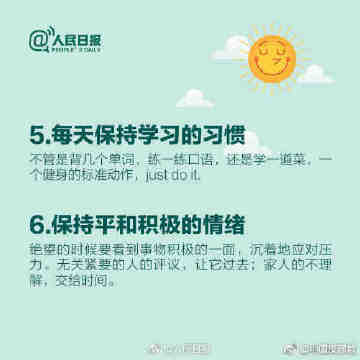 @人民日报
PEOPLE'S DAILY
5.每天保持学习的习惯
不管是背几个单词，练一练口语，还是学一道菜，一
个健身的标准动作，just do it.
6.保持平和积极的情绪
绝望的时候要看到事物积极的一面，沉着地应对压
力。无关紧要的人的评议，让它过去；家人的不理
解，交给时间。
@人民日报